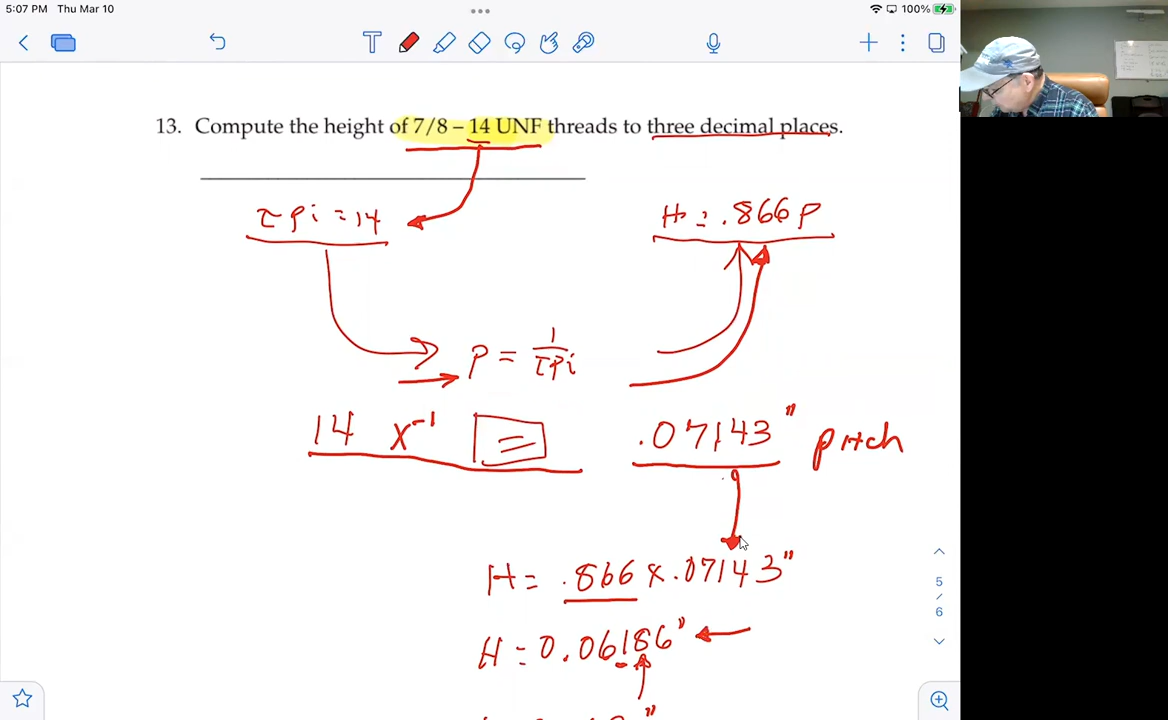 5:07 PM Thu Mar 10
100%
T
13. Compute the height of 7/8 – 14 UNF threads to three decimal places.
TPi = 14
H = .866 P
P = 1/TPi
14 x⁻¹ =
.07143" pitch
H = .866 x .07143"
H = 0.06186"
5
/
6